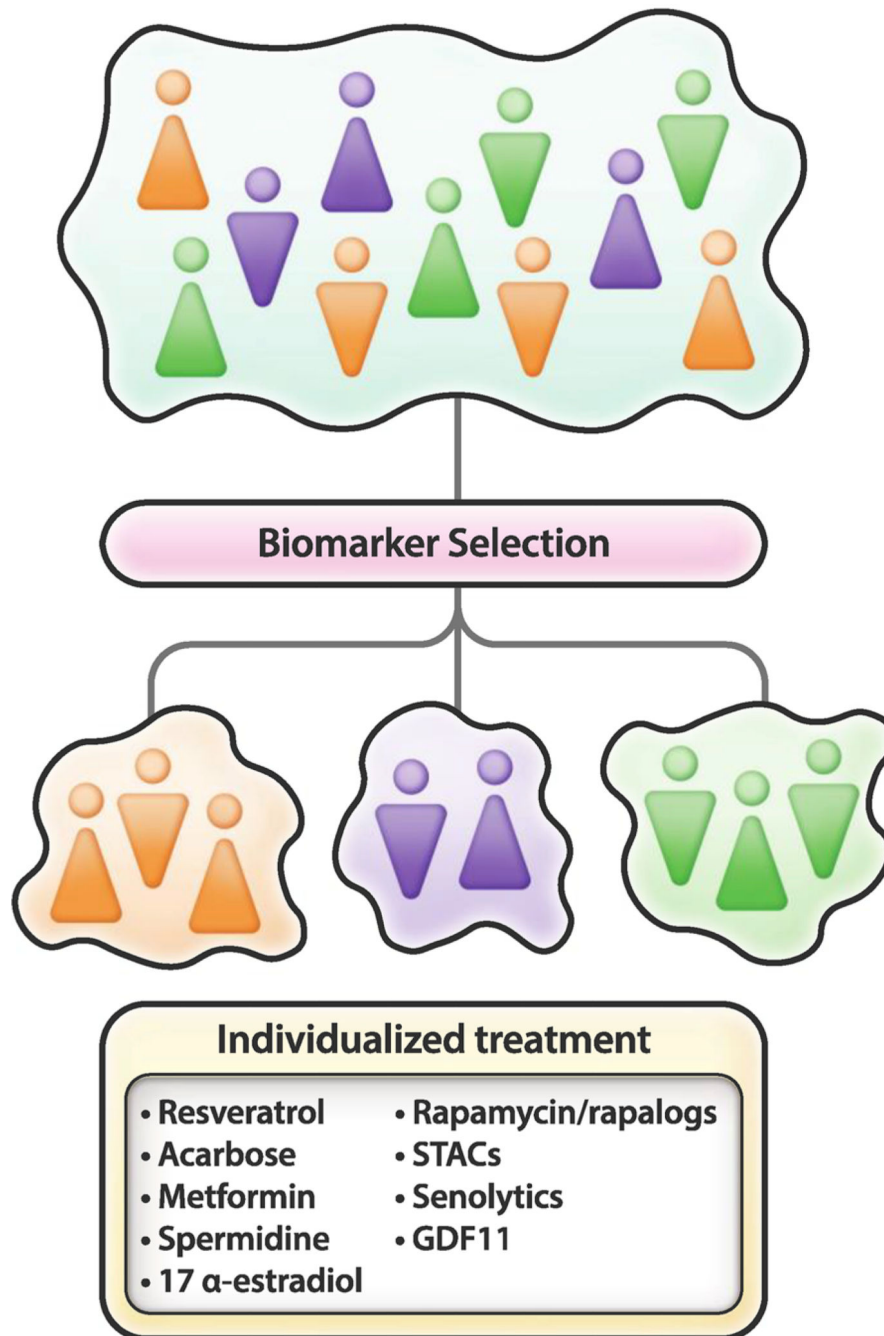 Biomarker Selection
Individualized treatment
• Resveratrol
• Acarbose
• Metformin
• Spermidine
• 17 α-estradiol
• Rapamycin/rapalogs
• STACs
• Senolytics
• GDF11